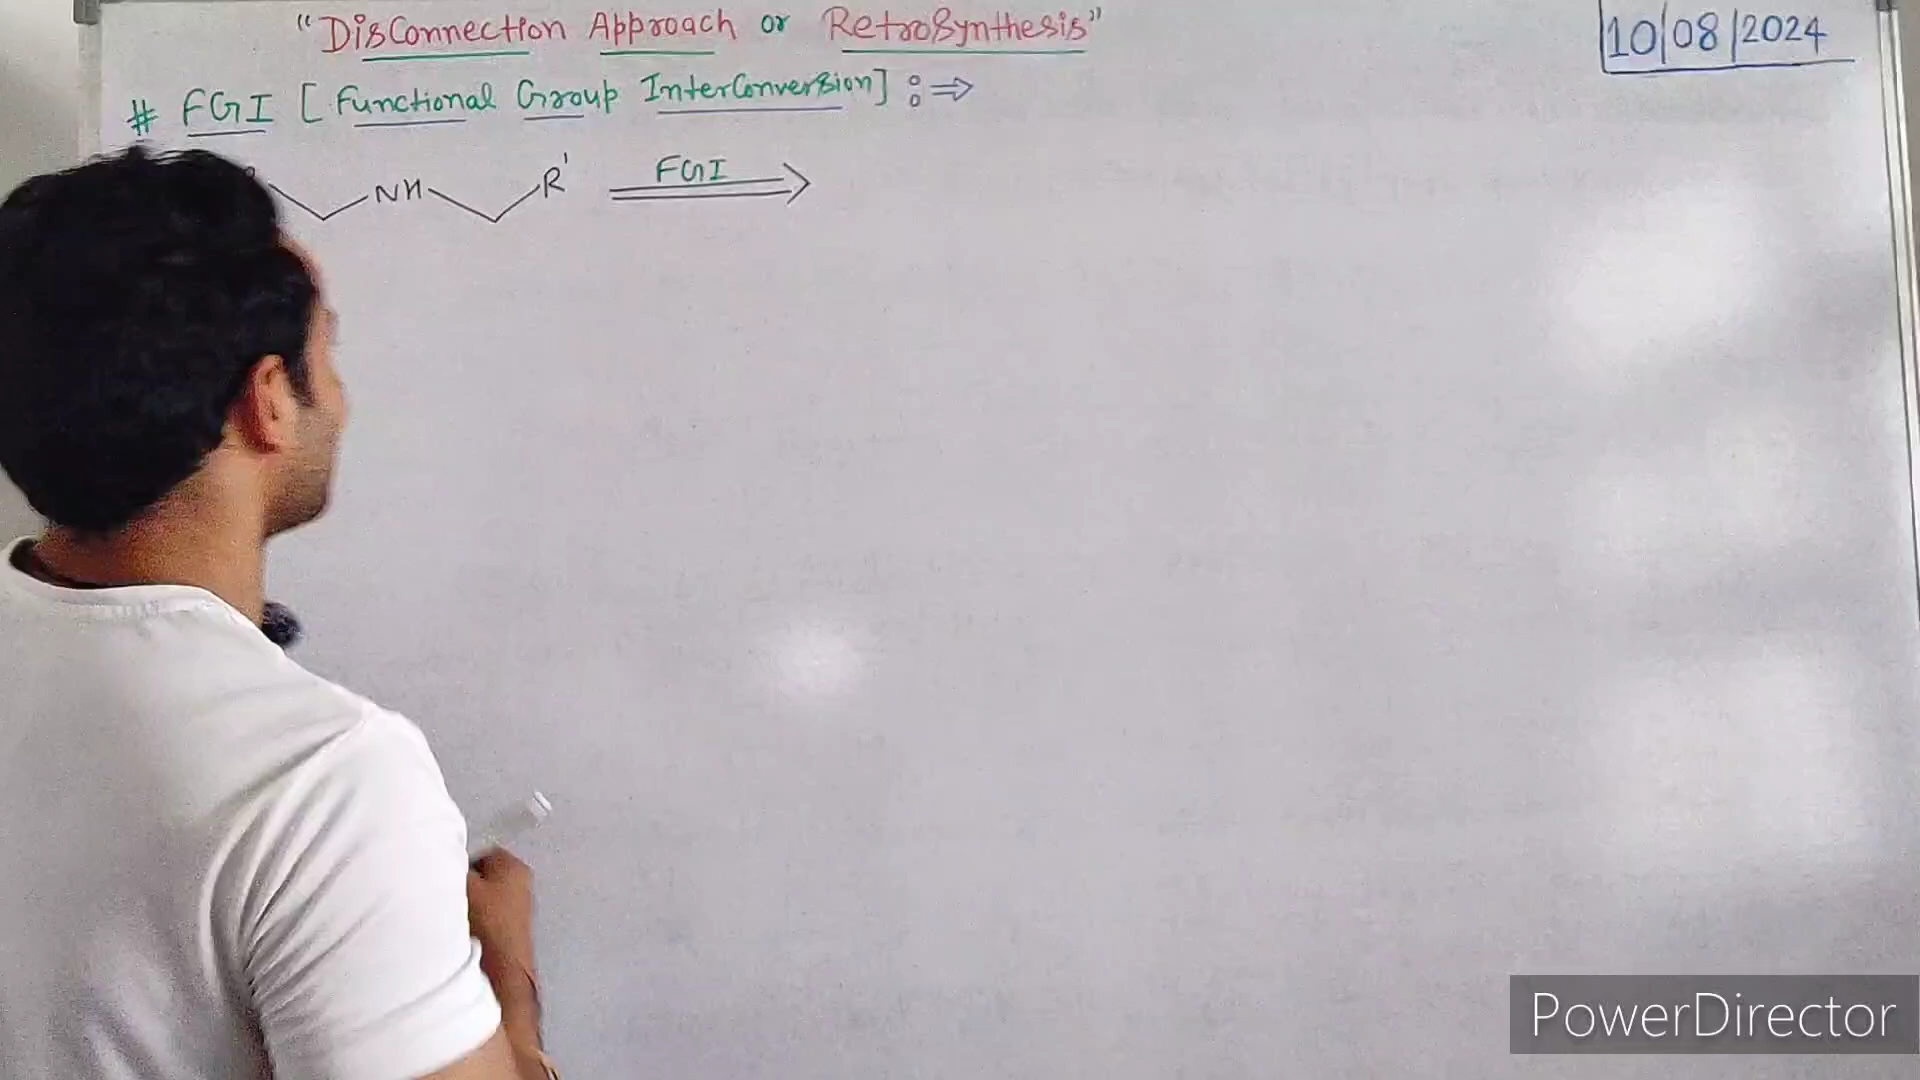 "DisConnection Approach or RetroSynthesis"
10/08/2024
# FGI [Functional Group InterConversion] : ⇒
NH R' FGI
PowerDirector